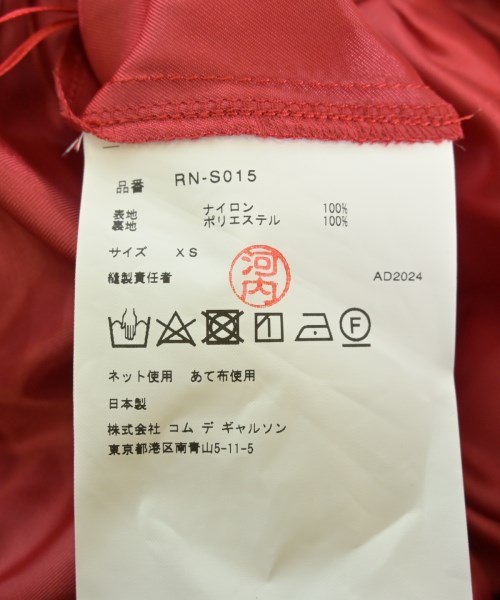 品番 RN-S015
表地 ナイロン 100%
裏地 ポリエステル 100%
サイズ XS
縫製責任者 河内 AD2024
F
ネット使用 あて布使用
日本製
株式会社 コム デ ギャルソン
東京都港区南青山5-11-5